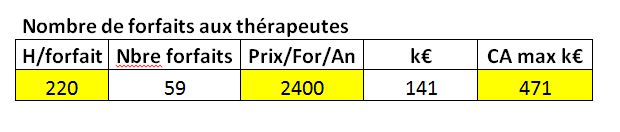 Nombre de forfaits aux thérapeutes
H/forfait Nbre forfaits Prix/For/An k€ CA max k€
220 59 2400 141 471